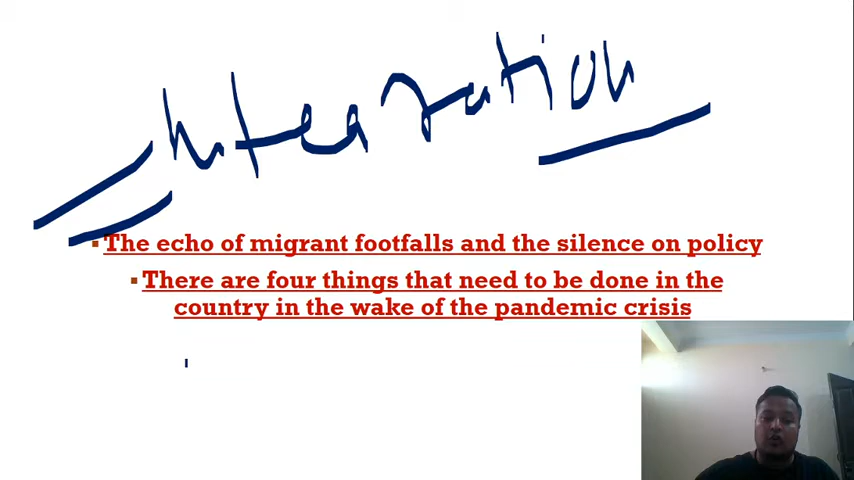 Integration
The echo of migrant footfalls and the silence on policy
There are four things that need to be done in the
country in the wake of the pandemic crisis